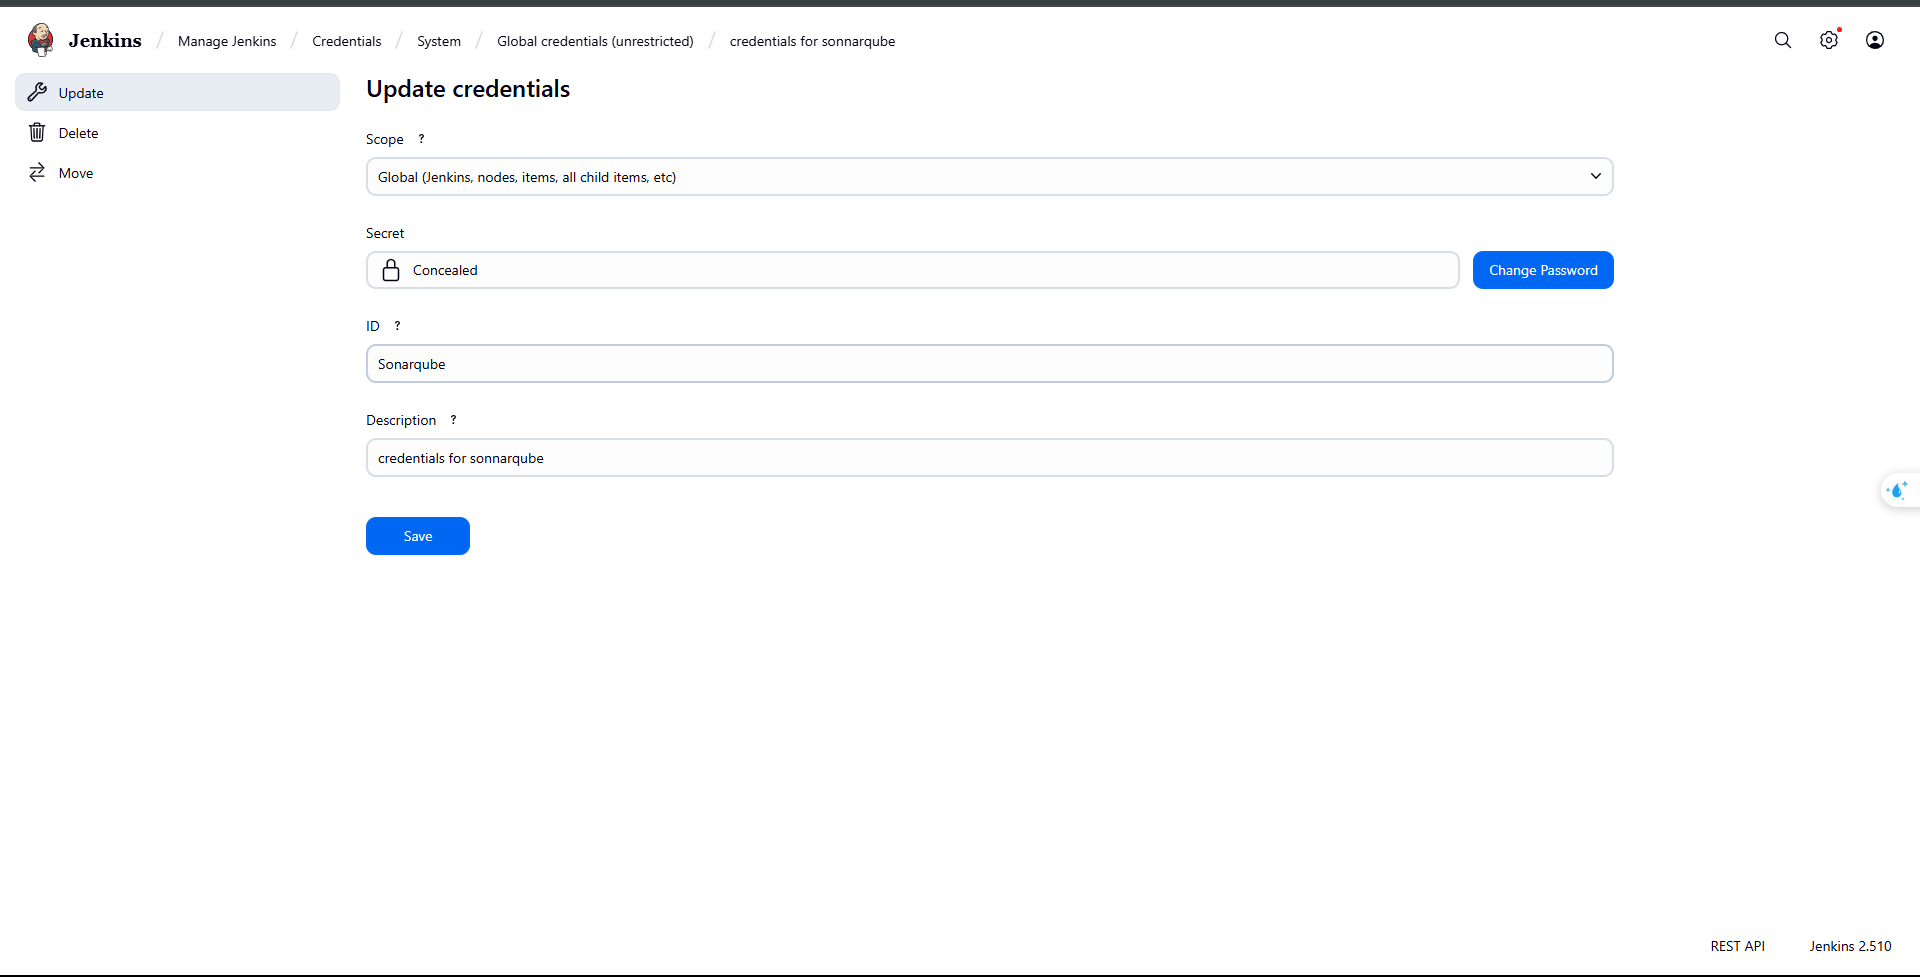 Jenkins / Manage Jenkins / Credentials / System / Global credentials (unrestricted) / credentials for sonnarqube
Update
Delete
Move
Update credentials
Scope ?
Global (Jenkins, nodes, items, all child items, etc)
Secret
Concealed
Change Password
ID ?
Sonarqube
Description ?
credentials for sonnarqube
Save
REST API
Jenkins 2.510